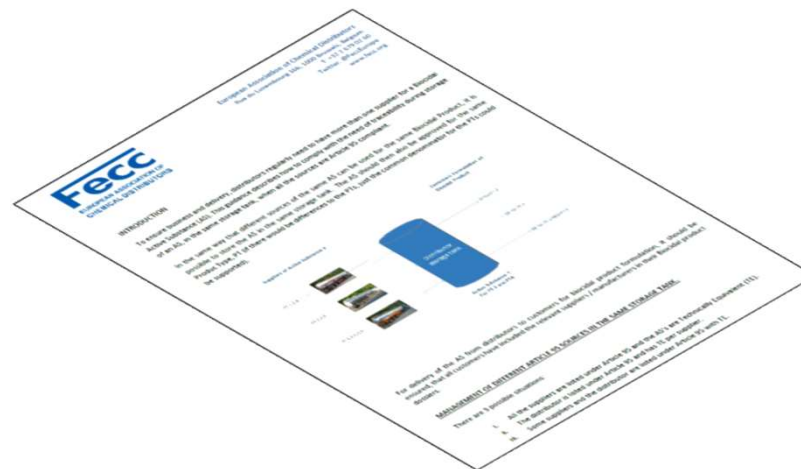 European Association of Chemical Distributors
Rue du Luxembourg 16b, 1000 Brussels, Belgium
Twitter @FeccEurope
www.fecc.org
Fecc
EUROPEAN ASSOCIATION OF
CHEMICAL DISTRIBUTORS
INTRODUCTION
To ensure business and delivery, distributors regularly need to have more than one supplier for a Biocidal
Active Substance (AS). This guidance describes how to comply with the need of traceability during storage
of an AS, in the same storage tank, when all the sources are Article 95 compliant.
In the same way that different sources of the same AS can be used for the same Biocidal Product, it is
possible to store the AS in the same storage tank. The AS should then also be approved for the same
Product Type, PT (if there would be differences in the PTs, just the common denominator for the PTs could
be supported).
Distributor
storage tank
For delivery of the AS from distributors to customers for biocidal product formulation, it should be
ensured, that all customers have included the relevant suppliers / manufacturers in their Biocidal product
dossiers.
MANAGEMENT OF DIFFERENT ARTICLE 95 SOURCES IN THE SAME STORAGE TANK.
There are 3 possible situations:
i. All the suppliers are listed under Article 95 and the AS's are Technically Equivalent (TE).
ii. The distributor is listed under Article 95 and has TE per supplier.
iii. Some suppliers and the distributor are listed under Article 95 with TE.